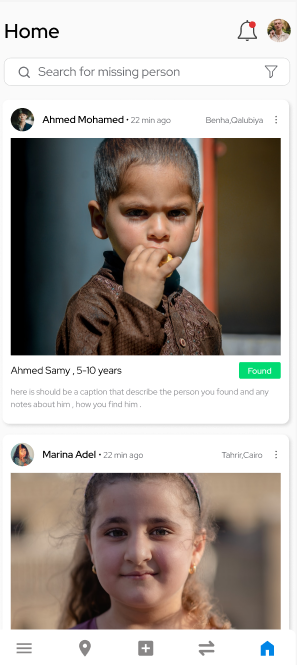 Home
Search for missing person
Ahmed Mohamed • 22 min ago Benha,Qalubiya
Ahmed Samy , 5-10 years
Found
here is should be a caption that describe the person you found and any
notes about him , how you find him .
Marina Adel • 23 min ago Tahrir,Cairo